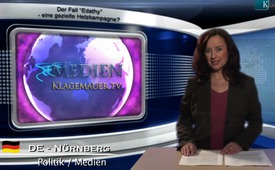 Der Fall "Edathy"
- eine gezielte Hetzkampagne?
K
MEDIEN
KLAGEMAUER.TV
DE - NÜRNBERG
Politik / Medien